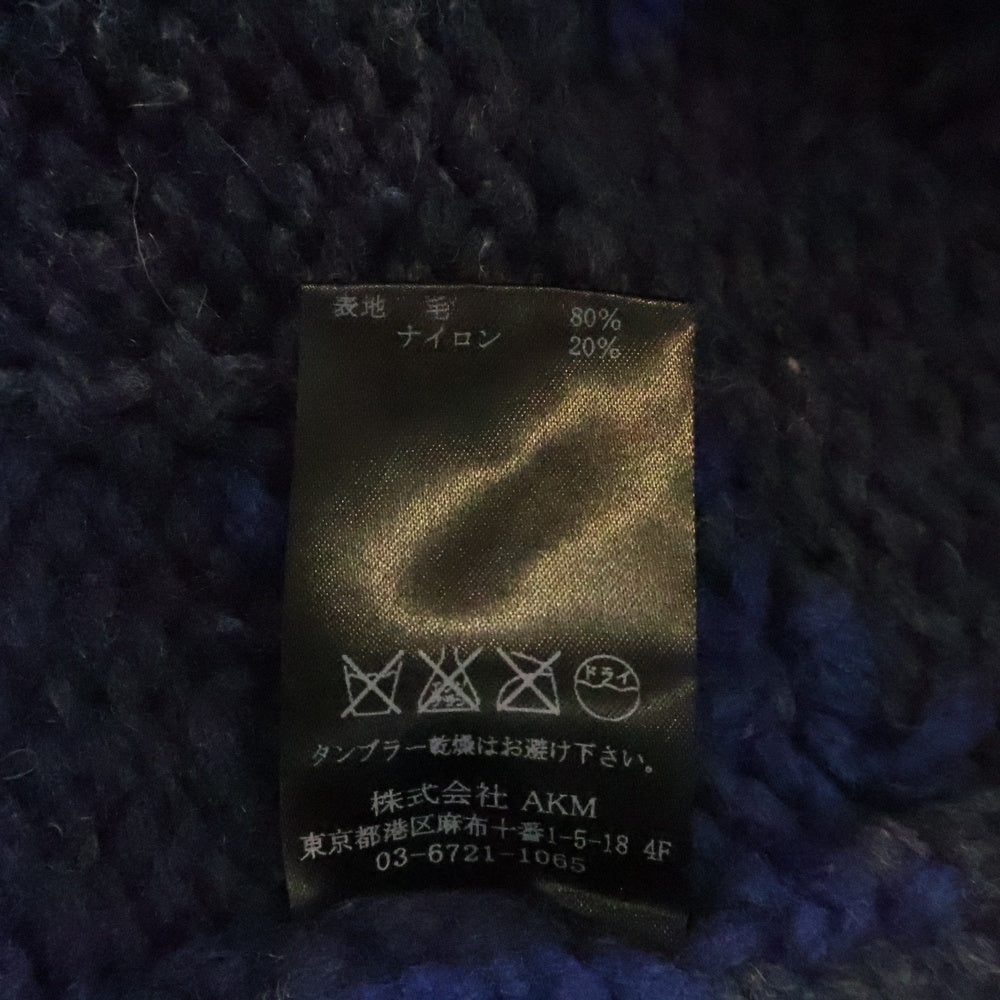 表地 毛 80%
ナイロン 20%
ドライ
タンブラー乾燥はお避け下さい。
株式会社 AKM
東京都港区麻布十番1-5-18 4F
03-6721-1065